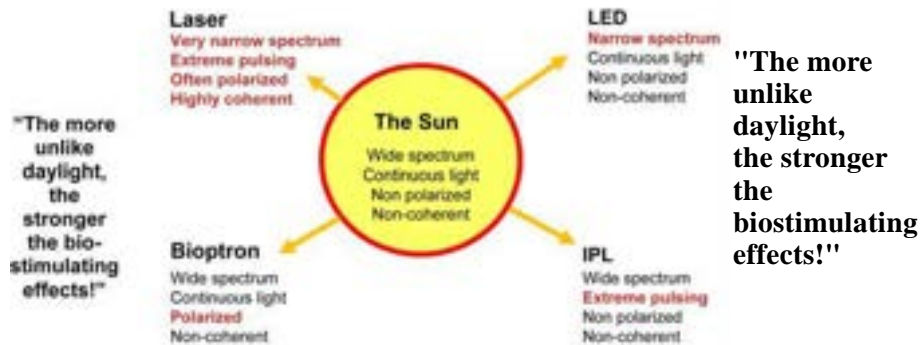 Laser
Very narrow spectrum
Extreme pulsing
Often polarized
Highly coherent
LED
Narrow spectrum
Continuous light
Non polarized
Non-coherent
"The more
unlike
daylight,
the
stronger
the bio-
stimulating
effects!"
The Sun
Wide spectrum
Continuous light
Non polarized
Non-coherent
"The more
unlike
daylight,
the stronger
the
biostimulating
effects!"
Bioptron
Wide spectrum
Continuous light
Polarized
Non-coherent
IPL
Wide spectrum
Extreme pulsing
Non polarized
Non-coherent